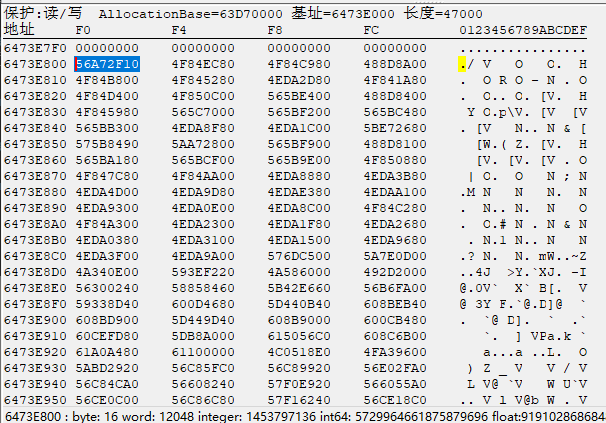 保护:读/写 AllocationBase=63D70000 基址=6473E000 长度=47000
地址 F0 F4 F8 FC 0123456789ABCDEF
6473E7F0 00000000 00000000 00000000 00000000 ................
6473E800 56A72F10 4F84EC80 4F84C980 488D8A00 ./ V O O. H
6473E810 4F84B800 4F845280 4EDA2D80 4F841A80 . O RO -N . O
6473E820 4F84D400 4F850C80 565BE400 488D8400 . O. .O. [V. H
6473E830 4F845980 565C7000 565BF200 565BC480 YO .p\V. [V [V
6473E840 565BB300 4EDA8F80 4EDA1C00 5BE72680 . [V N.. N & [
6473E850 575B8490 5AA72800 565BF900 488D8100 [W.( Z. [V. H
6473E860 565BA180 565BCF00 565B9E00 4F850880 [V. [V. [V . O
6473E870 4F847C80 4F84AA00 4EDA8880 4EDA3B80 | O. O N ; N
6473E880 4EDA4D00 4EDA9D80 4EDAE380 4EDAA100 .M N N N. N
6473E890 4EDA9300 4EDA0E00 4EDA8C00 4F84C280 . N.. N. N O
6473E8A0 4F84A300 4EDA2300 4EDA1F80 4EDA2680 . O.# N . N & N
6473E8B0 4EDA0380 4EDA3100 4EDA1500 4EDA9680 . N.1 N.. N N
6473E8C0 4EDA3F00 4EDA9A00 576DC500 5A7E0D00 .? N. N. mW..~Z
6473E8D0 4A340E00 593EF220 4A586000 492D2000 ..4J >Y.`XJ. -I
6473E8E0 56300240 58858460 5B42E660 56B6FA00 @.0V` X` B[. V
6473E8F0 59338D40 600D4680 5D440B40 608BEB40 @ 3Y F.`@.D]@ `
6473E900 608BD900 5D449D40 608B9000 600CB480 . `@ D]. `. .`
6473E910 60CEFD80 5DB8A000 615056C0 608C6B00 `. ] VPa.k `
6473E920 61A0A480 61100000 4C0518E0 4FA39600 a...a ..L. O
6473E930 5ABD2920 56C85FC0 56C89920 56E02FA0 ) Z _ V V / V
6473E940 56C84CA0 56608240 57F0E920 566055A0 L V@ `V W U`V
6473E950 56CE0C00 56C86C80 57F16240 56CE18C0 . V l V@b W V
6473E800 : byte: 16 word: 12048 integer: 1453797136 int64: 5729964661875879696 float:919102868684